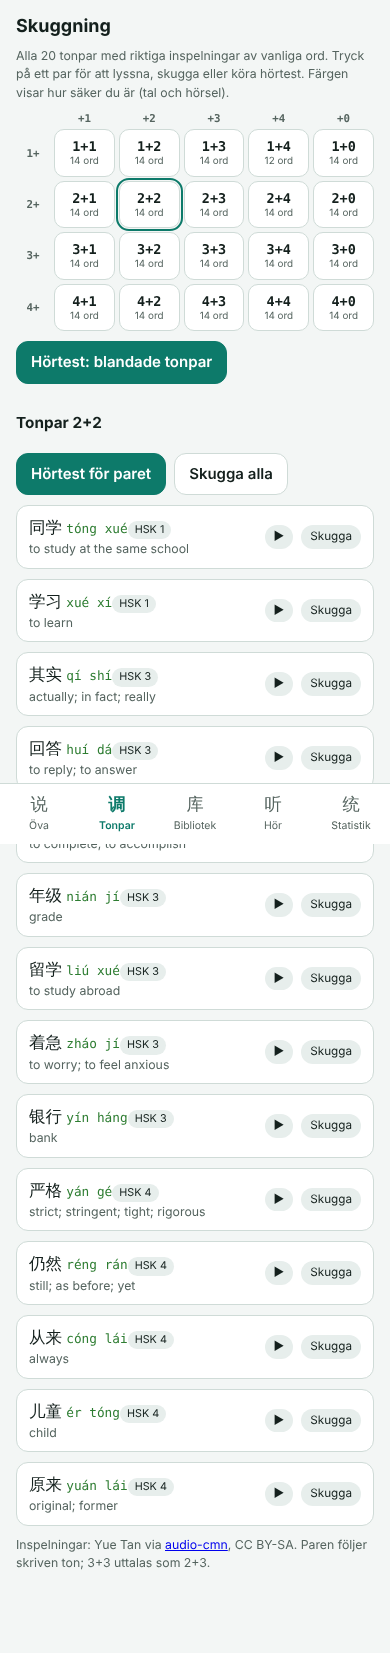 Skuggning
Alla 20 tonpar med riktiga inspelningar av vanliga ord. Tryck
på ett par för att lyssna, skugga eller köra hörtest. Färgen
visar hur säker du är (tal och hörsel).
+1 +2 +3 +4 +0
1+ 1+1 1+2 1+3 1+4 1+0
14 ord 14 ord 14 ord 12 ord 14 ord
2+ 2+1 2+2 2+3 2+4 2+0
14 ord 14 ord 14 ord 14 ord 14 ord
3+ 3+1 3+2 3+3 3+4 3+0
14 ord 14 ord 14 ord 14 ord 14 ord
4+ 4+1 4+2 4+3 4+4 4+0
14 ord 14 ord 14 ord 14 ord 14 ord
Hörtest: blandade tonpar
Tonpar 2+2
Hörtest för paret Skugga alla
同学 tóng xué HSK 1 ▶ Skugga
to study at the same school
学习 xué xí HSK 1 ▶ Skugga
to learn
其实 qí shí HSK 3 ▶ Skugga
actually; in fact; really
回答 huí dá HSK 3 ▶ Skugga
to reply; to answer
说 调 库 听 统
Öva Tonpar Bibliotek Hör Statistik
to complete; to accomplish
年级 nián jí HSK 3 ▶ Skugga
grade
留学 liú xué HSK 3 ▶ Skugga
to study abroad
着急 zháo jí HSK 3 ▶ Skugga
to worry; to feel anxious
银行 yín háng HSK 3 ▶ Skugga
bank
严格 yán gé HSK 4 ▶ Skugga
strict; stringent; tight; rigorous
仍然 réng rán HSK 4 ▶ Skugga
still; as before; yet
从来 cóng lái HSK 4 ▶ Skugga
always
儿童 ér tóng HSK 4 ▶ Skugga
child
原来 yuán lái HSK 4 ▶ Skugga
original; former
Inspelningar: Yue Tan via audio-cmn, CC BY-SA. Paren följer
skriven ton; 3+3 uttalas som 2+3.